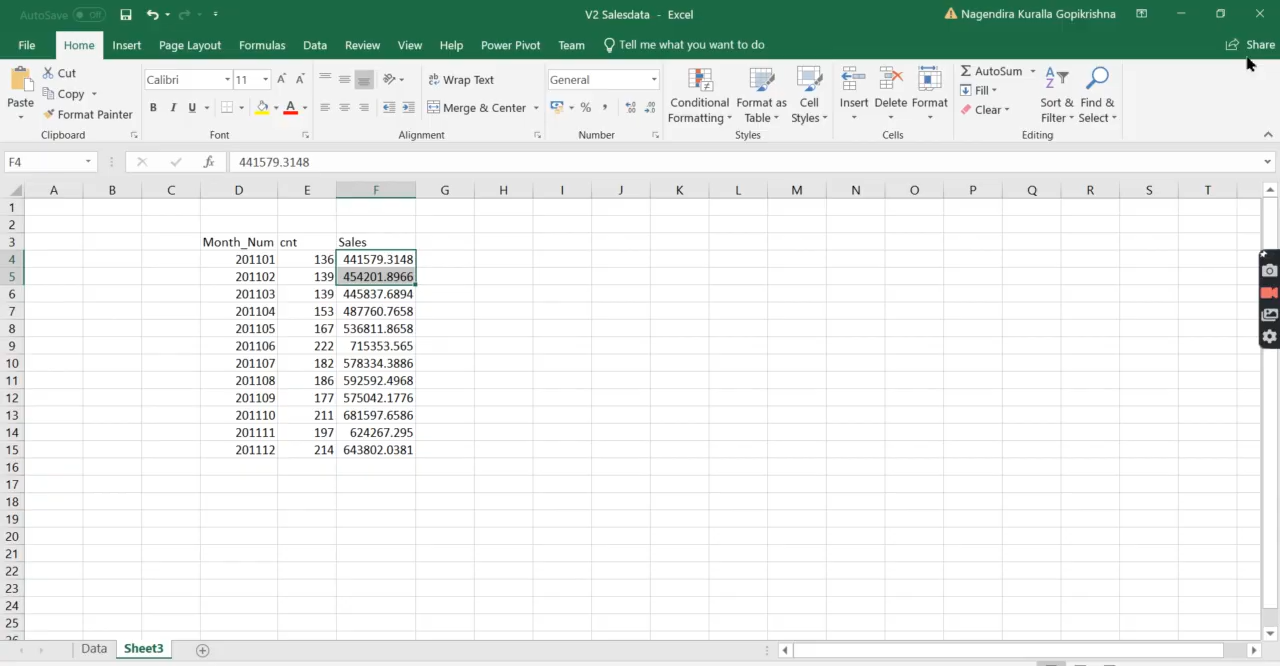 AutoSave Off V2 Salesdata - Excel Nagendira Kuralla Gopikrishna
File Home Insert Page Layout Formulas Data Review View Help Power Pivot Team Tell me what you want to do Share
Paste Cut Copy Format Painter
Calibri 11
B I U A
Wrap Text
Merge & Center
General
%
Conditional Formatting Format as Table Cell Styles
Insert Delete Format
AutoSum Fill Clear
Sort & Filter Find & Select
Clipboard Font Alignment Number Styles Cells Editing
F4 fx 441579.3148
A B C D E F G H I J K L M N O P Q R S T
1
2
3 Month_Num cnt Sales
4 201101 136 441579.3148
5 201102 139 454201.8966
6 201103 139 445837.6894
7 201104 153 487760.7658
8 201105 167 536811.8658
9 201106 222 715353.565
10 201107 182 578334.3886
11 201108 186 592592.4968
12 201109 177 575042.1776
13 201110 211 681597.6586
14 201111 197 624267.295
15 201112 214 643802.0381
16
17
18
19
20
21
22
23
24
25
26
Data Sheet3